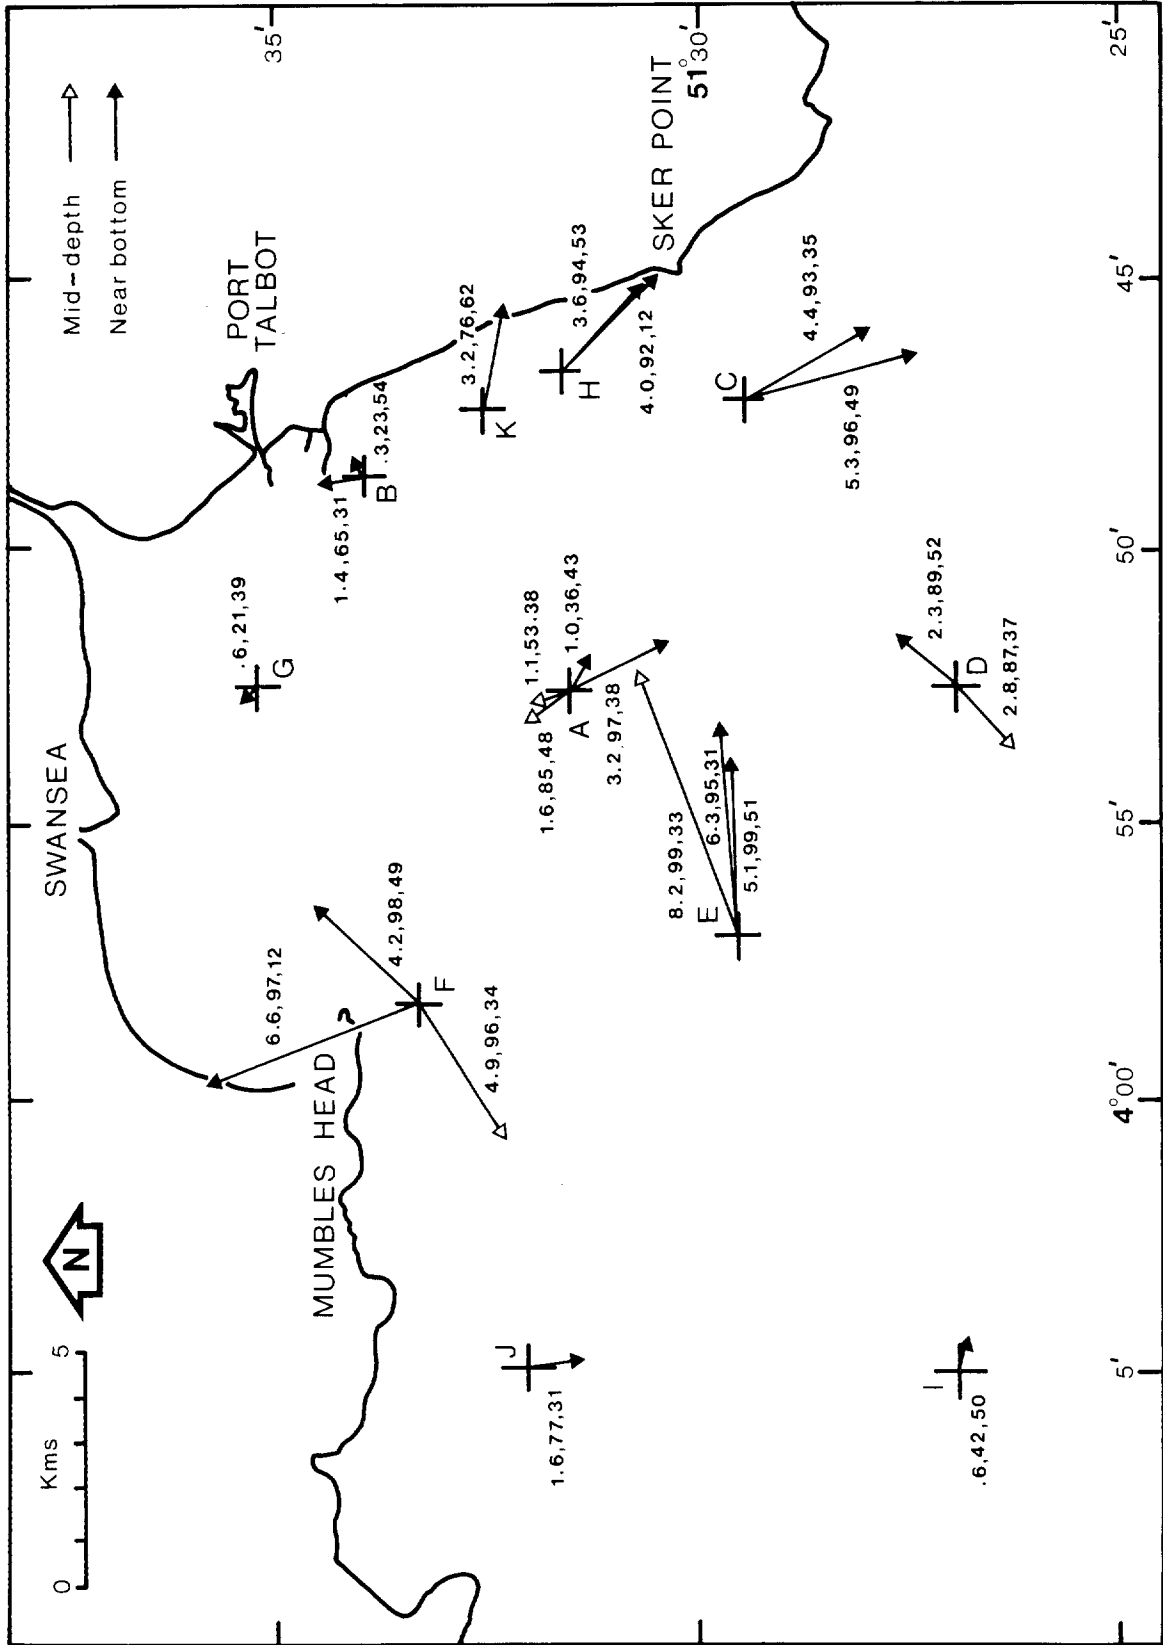 Mid-depth
Near bottom
35'
PORT
TALBOT
SKER POINT
51°30'
25'
45'
3.2,76,62
3.6,94,53
4.0,92,12
4.4,93,35
5.3,96,49
K
H
C
B
.3,23,54
1.4,65,31
50'
.6,21,39
G
1.1,53.38
1.0,36,43
A
1.6,85,48
3.2,97,38
2.3,89,52
D
2.8,87,37
SWANSEA
55'
8.2,99,33
6.3,95,31
5.1,99,51
E
4.2,98,49
F
6.6,97,12
4.9,96,34
4°00'
MUMBLES HEAD
N
5'
J
1.6,77,31
I
.6,42,50
Kms
0
5